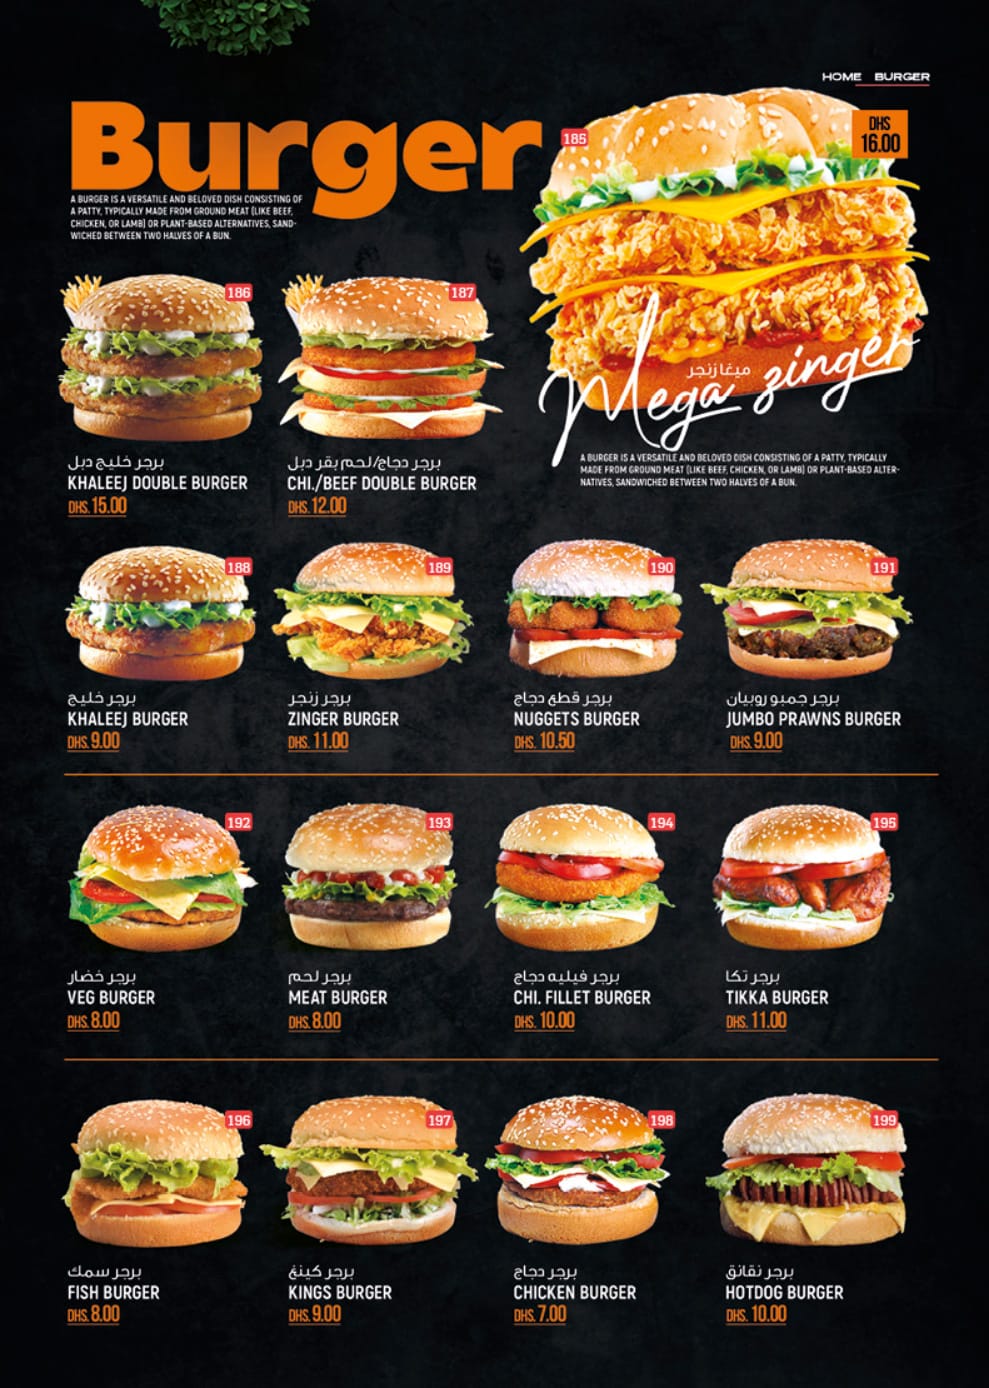 HOME BURGER
Burger
A BURGER IS A VERSATILE AND BELOVED DISH CONSISTING OF
A PATTY, TYPICALLY MADE FROM GROUND MEAT (LIKE BEEF,
CHICKEN, OR LAMB) OR PLANT-BASED ALTERNATIVES, SAND-
WICHED BETWEEN TWO HALVES OF A BUN.
185
DHS
16.00
ميغا زنجر
Mega zinger
A BURGER IS A VERSATILE AND BELOVED DISH CONSISTING OF A PATTY, TYPICALLY
MADE FROM GROUND MEAT (LIKE BEEF, CHICKEN, OR LAMB) OR PLANT-BASED ALTER-
NATIVES, SANDWICHED BETWEEN TWO HALVES OF A BUN.
186
برجر خليج دبل
KHALEEJ DOUBLE BURGER
DHS. 15.00
187
برجر دجاج/لحم بقر دبل
CHI./BEEF DOUBLE BURGER
DHS. 12.00
188
برجر خليج
KHALEEJ BURGER
DHS. 9.00
189
برجر زنجر
ZINGER BURGER
DHS. 11.00
190
برجر قطع دجاج
NUGGETS BURGER
DHS. 10.50
191
برجر جمبو روبيان
JUMBO PRAWNS BURGER
DHS. 9.00
192
برجر خضار
VEG BURGER
DHS. 8.00
193
برجر لحم
MEAT BURGER
DHS. 8.00
194
برجر فيليه دجاج
CHI. FILLET BURGER
DHS. 10.00
195
برجر تكا
TIKKA BURGER
DHS. 11.00
196
برجر سمك
FISH BURGER
DHS. 8.00
197
برجر كينغ
KINGS BURGER
DHS. 9.00
198
برجر دجاج
CHICKEN BURGER
DHS. 7.00
199
برجر نقانق
HOTDOG BURGER
DHS. 10.00